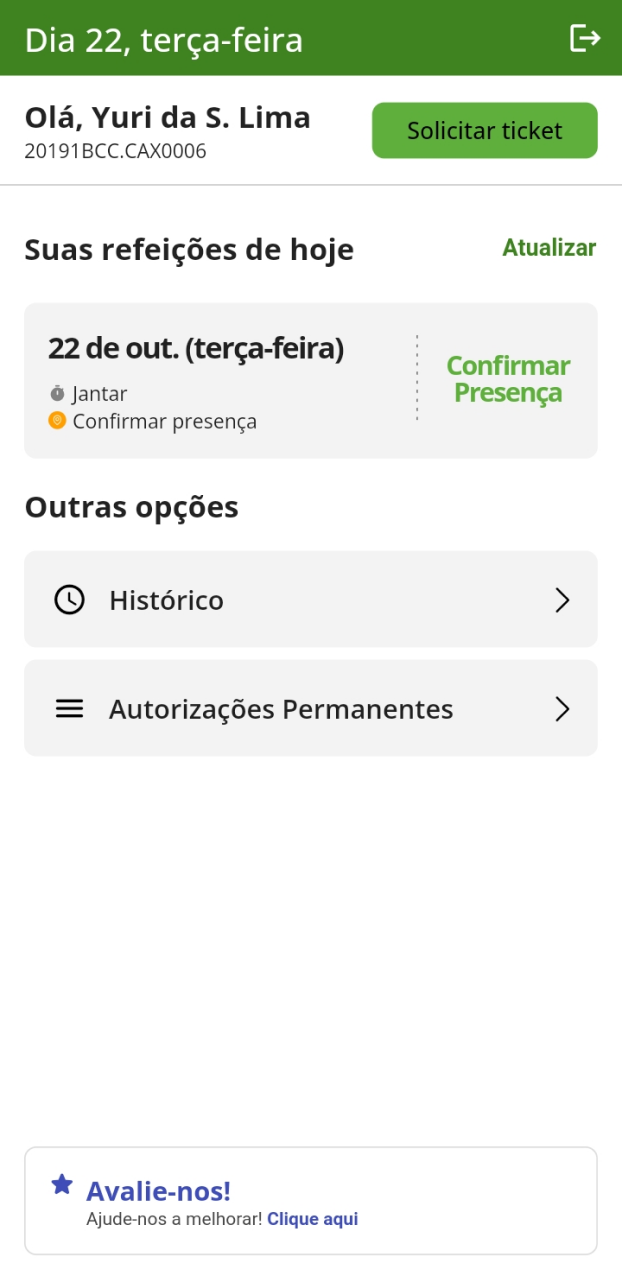 Dia 22, terça-feira
Olá, Yuri da S. Lima
Solicitar ticket
20191BCC.CAX0006
Suas refeições de hoje
Atualizar
22 de out. (terça-feira)
Jantar
Confirmar presença
Confirmar
Presença
Outras opções
Histórico
Autorizações Permanentes
Avalie-nos!
Ajude-nos a melhorar! Clique aqui